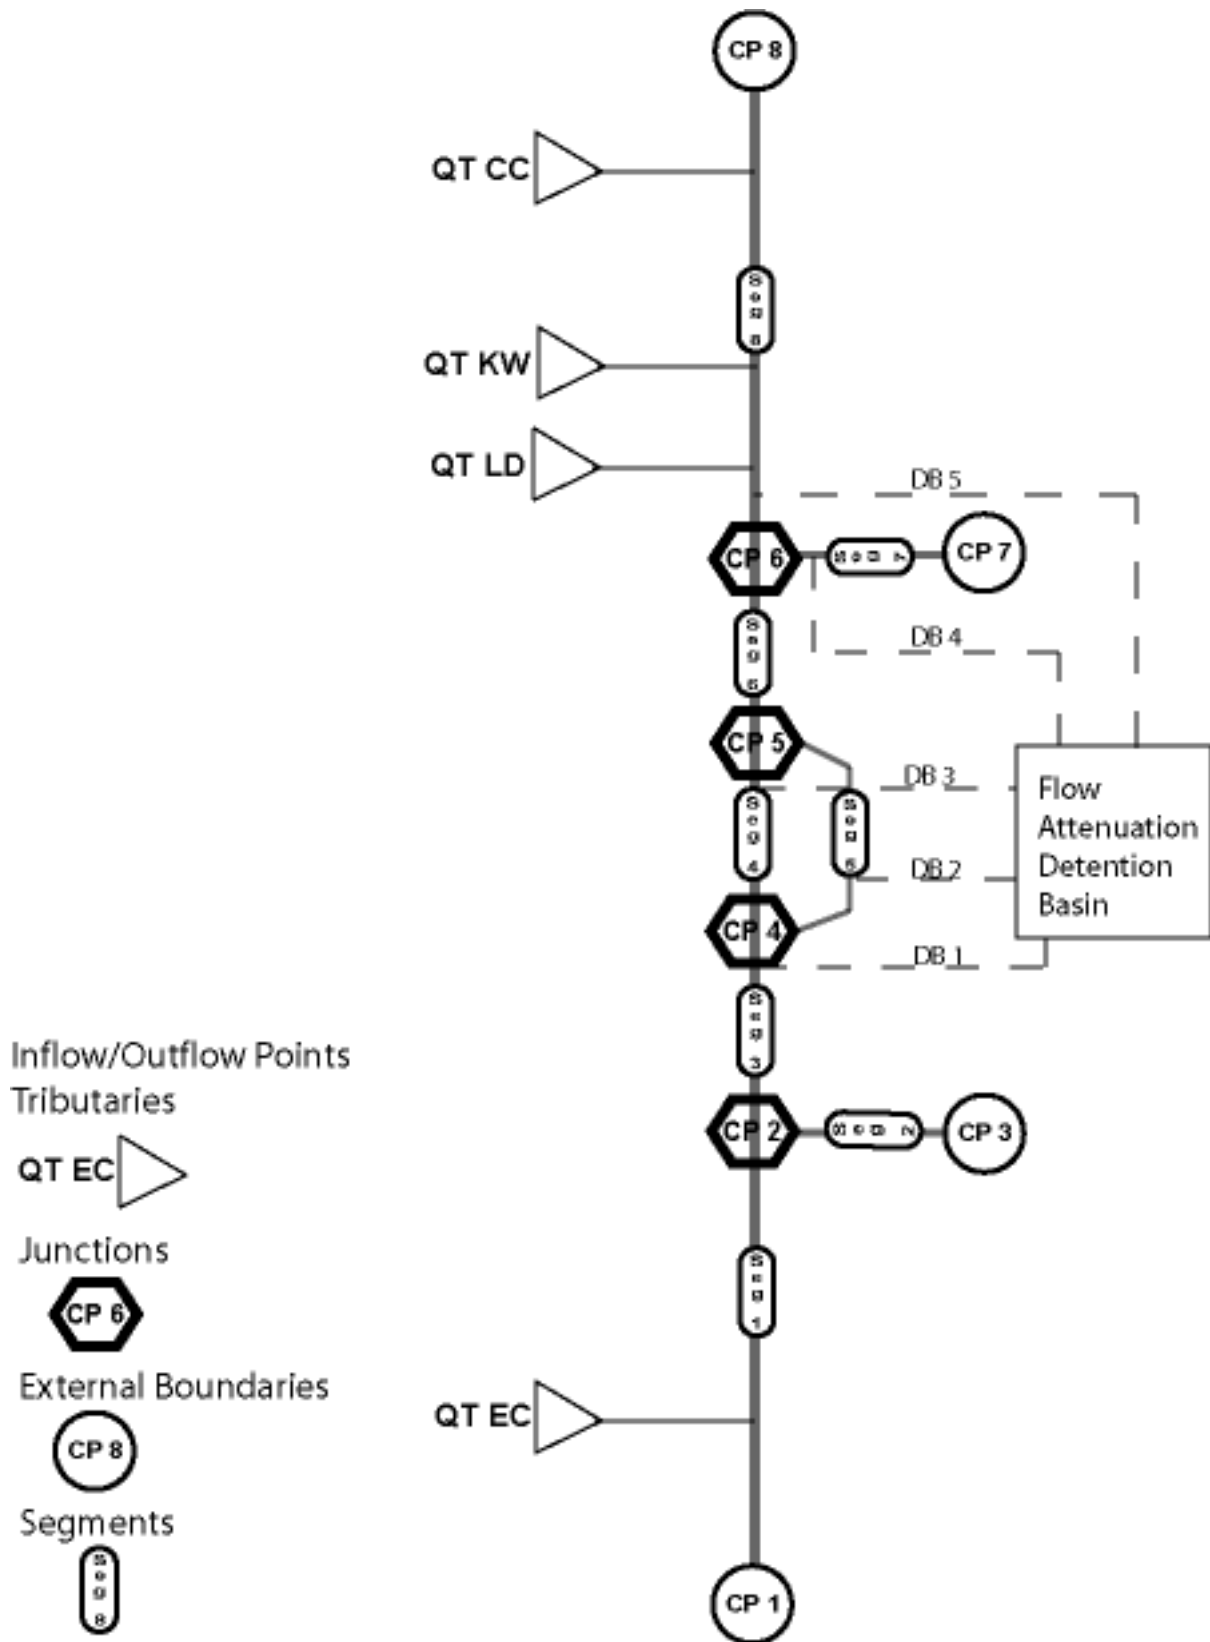 CP 8
QT CC
Seg 8
QT KW
QT LD
DB 5
CP 6
Seg 7
CP 7
Seg 6
DB 4
CP 5
DB 3
Flow
Attenuation
Detention
Basin
Seg 4
Seg 5
DB 2
CP 4
DB 1
Seg 3
CP 2
Seg 2
CP 3
Seg 1
QT EC
CP 1
Inflow/Outflow Points
Tributaries
QT EC
Junctions
CP 6
External Boundaries
CP 8
Segments
Seg 8